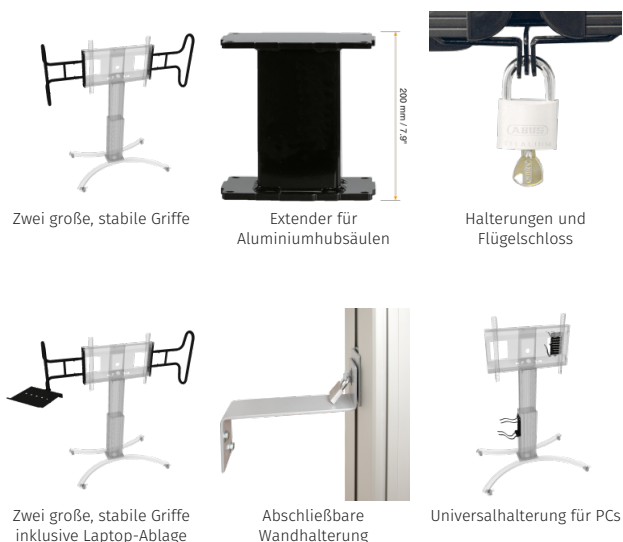 200 mm / 7.9"
ABUS
Zwei große, stabile Griffe
Extender für
Aluminiumhubsäulen
Halterungen und
Flügelschloss
Zwei große, stabile Griffe
inklusive Laptop-Ablage
Abschließbare
Wandhalterung
Universalhalterung für PCs